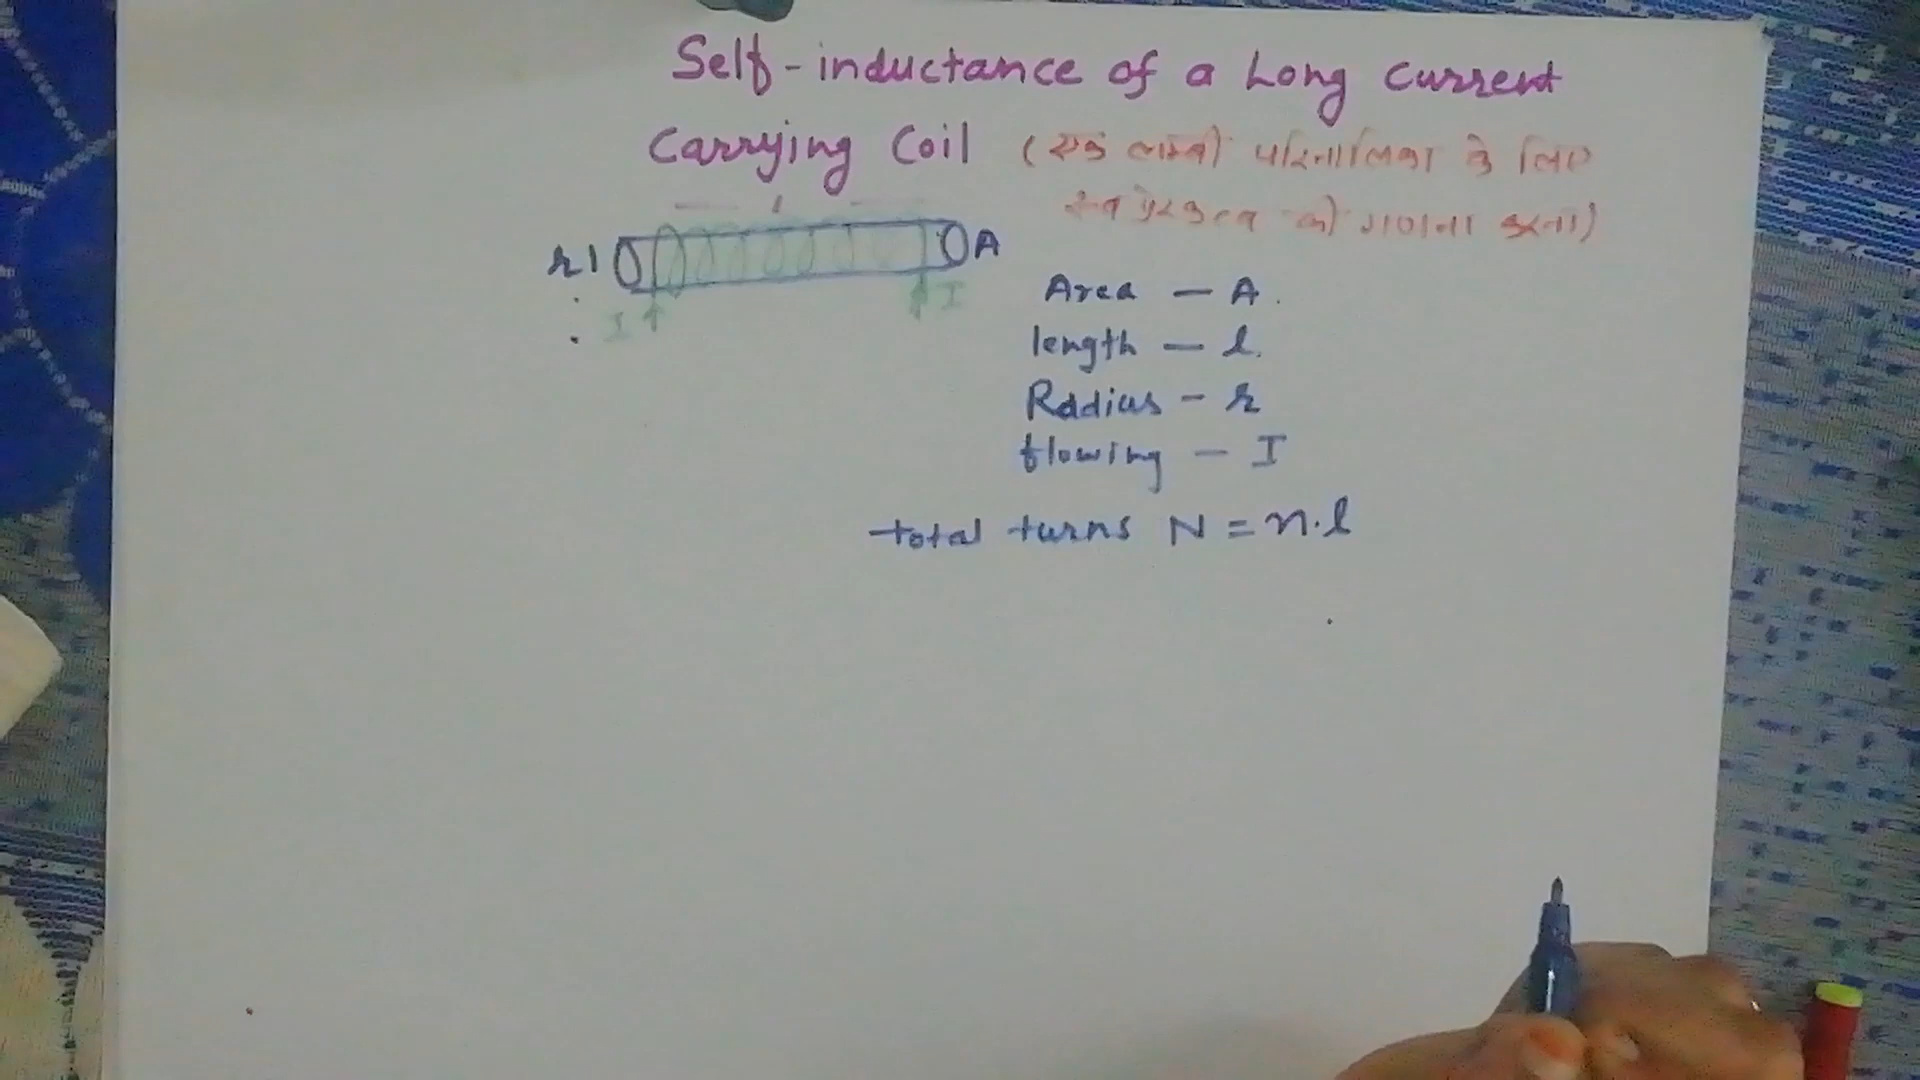 Self-inductance of a Long current
Carrying Coil (एक लम्बी परिनालिका के लिए
स्व प्रेरकत्व की गणना करना)
l
r A
I I
Area — A.
length — l.
Radius - r
flowing — I
total turns N = n.l